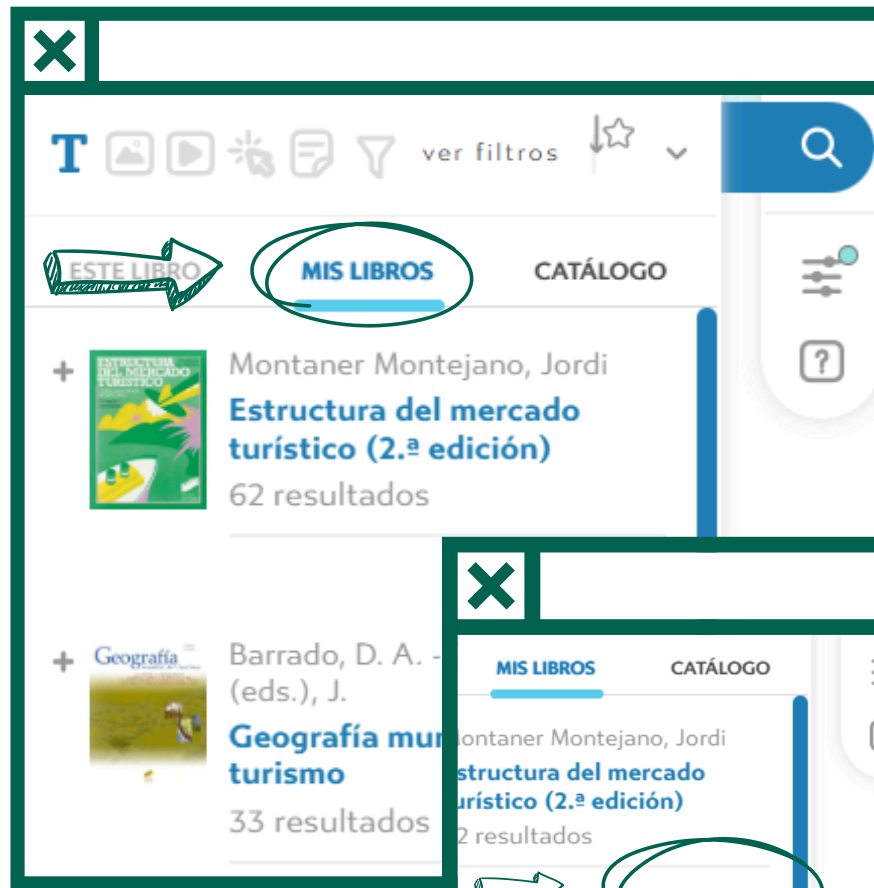 T ver filtros
ESTE LIBRO MIS LIBROS CATÁLOGO
ESTRUCTURA
DEL MERCADO
TURÍSTICO
Montaner Montejano, Jordi
Estructura del mercado
turístico (2.ª edición)
62 resultados
Geografía
Barrado, D. A. -
(eds.), J.
Geografía mun
turismo
33 resultados
MIS LIBROS CATÁLOGO
ontaner Montejano, Jordi
structura del mercado
urístico (2.ª edición)
2 resultados